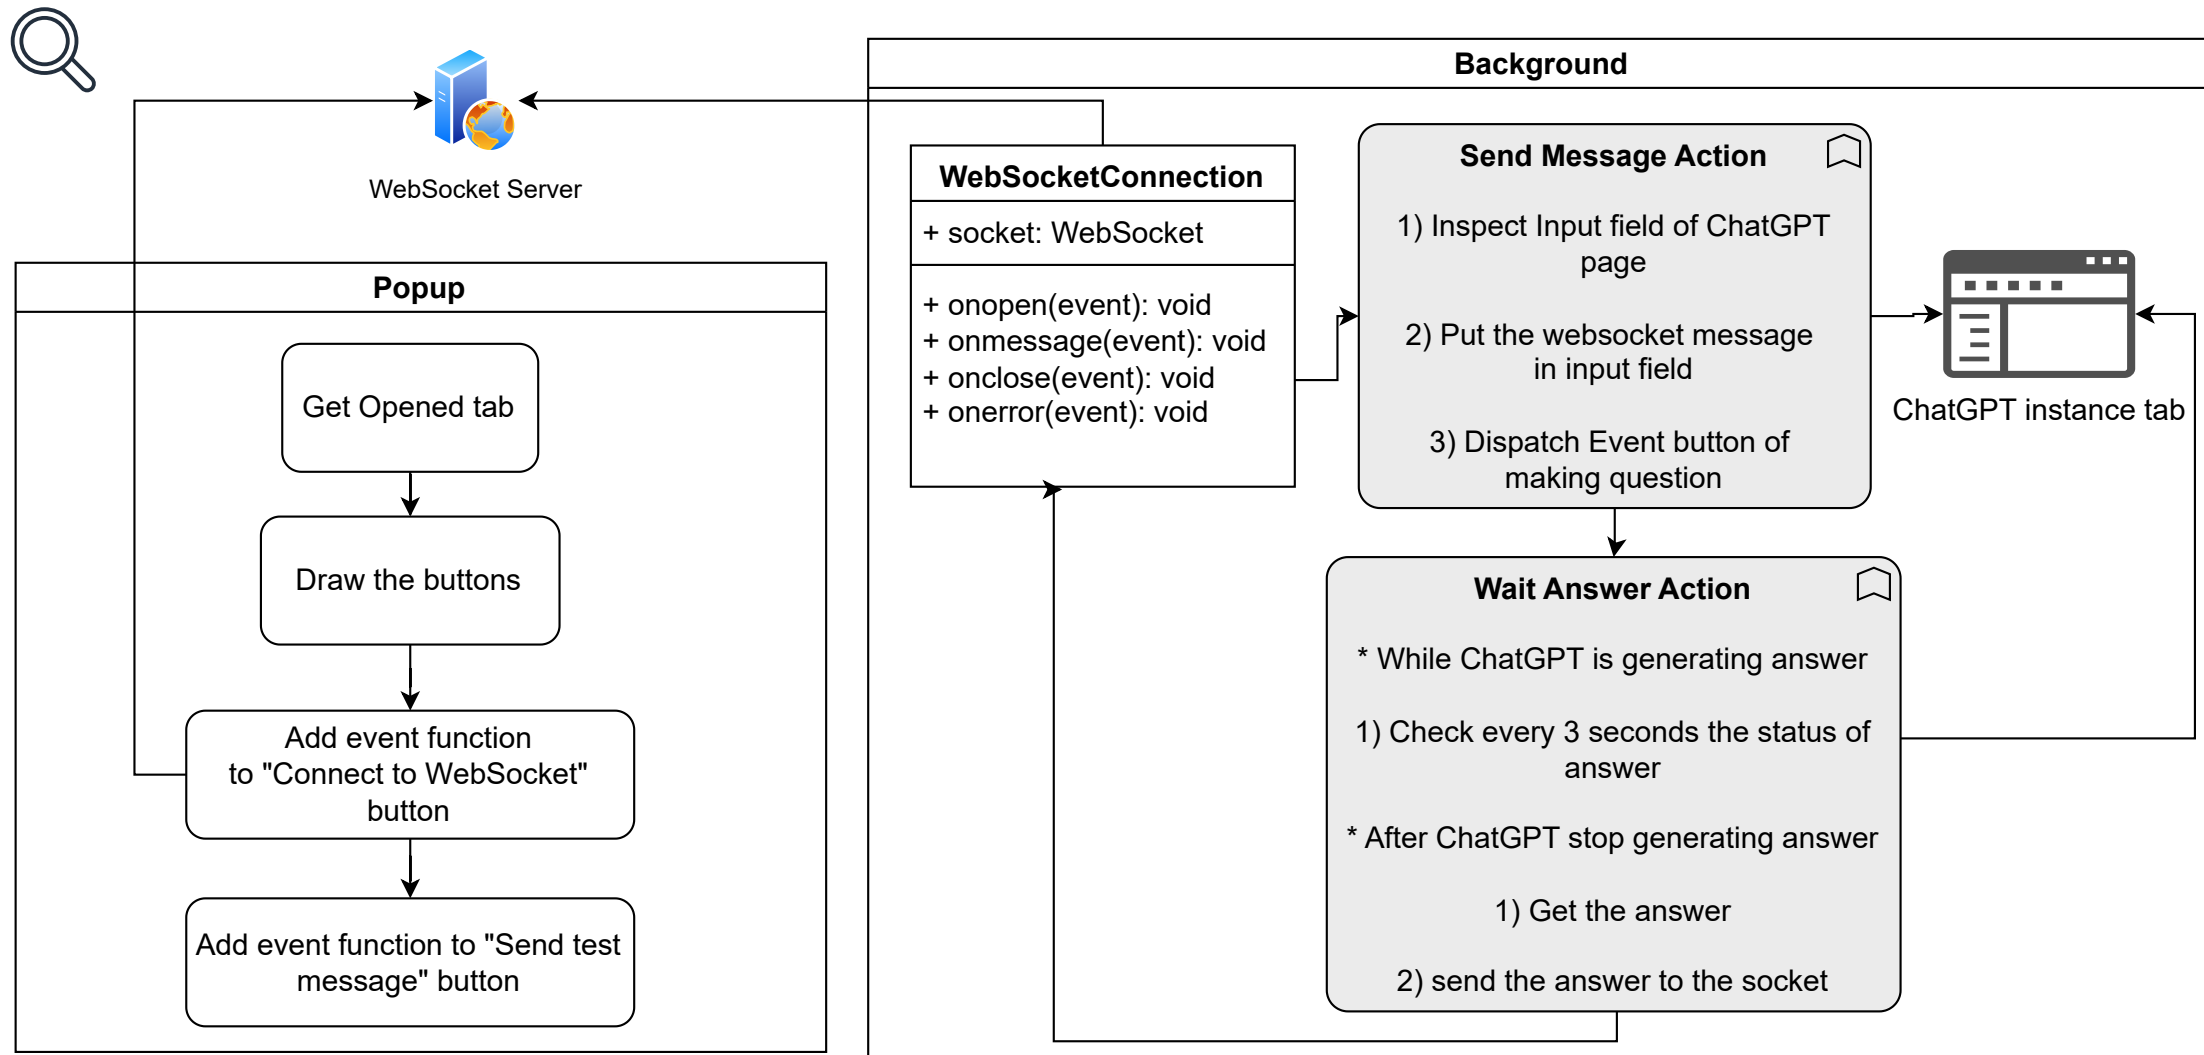 WebSocket Server
Popup
Get Opened tab
Draw the buttons
Add event function
to "Connect to WebSocket"
button
Add event function to "Send test
message" button
Background
WebSocketConnection
+ socket: WebSocket
+ onopen(event): void
+ onmessage(event): void
+ onclose(event): void
+ onerror(event): void
Send Message Action
1) Inspect Input field of ChatGPT
page
2) Put the websocket message
in input field
3) Dispatch Event button of
making question
ChatGPT instance tab
Wait Answer Action
* While ChatGPT is generating answer
1) Check every 3 seconds the status of
answer
* After ChatGPT stop generating answer
1) Get the answer
2) send the answer to the socket